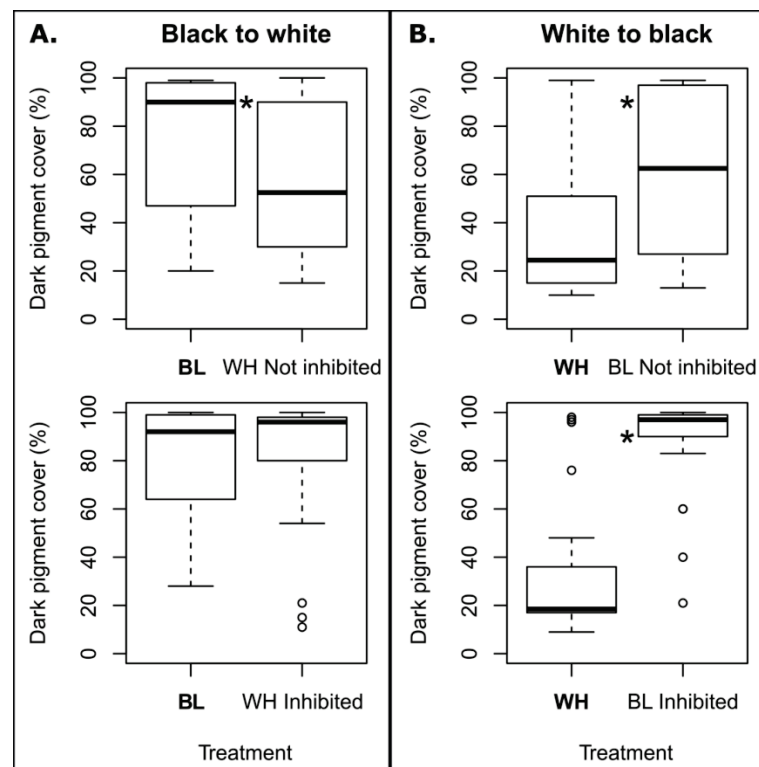 A. Black to white
Dark pigment cover (%)
100
80
60
40
20
0
*
BL WH Not inhibited
Dark pigment cover (%)
100
80
60
40
20
0
BL WH Inhibited
Treatment
B. White to black
Dark pigment cover (%)
100
80
60
40
20
0
*
WH BL Not inhibited
Dark pigment cover (%)
100
80
60
40
20
0
*
WH BL Inhibited
Treatment